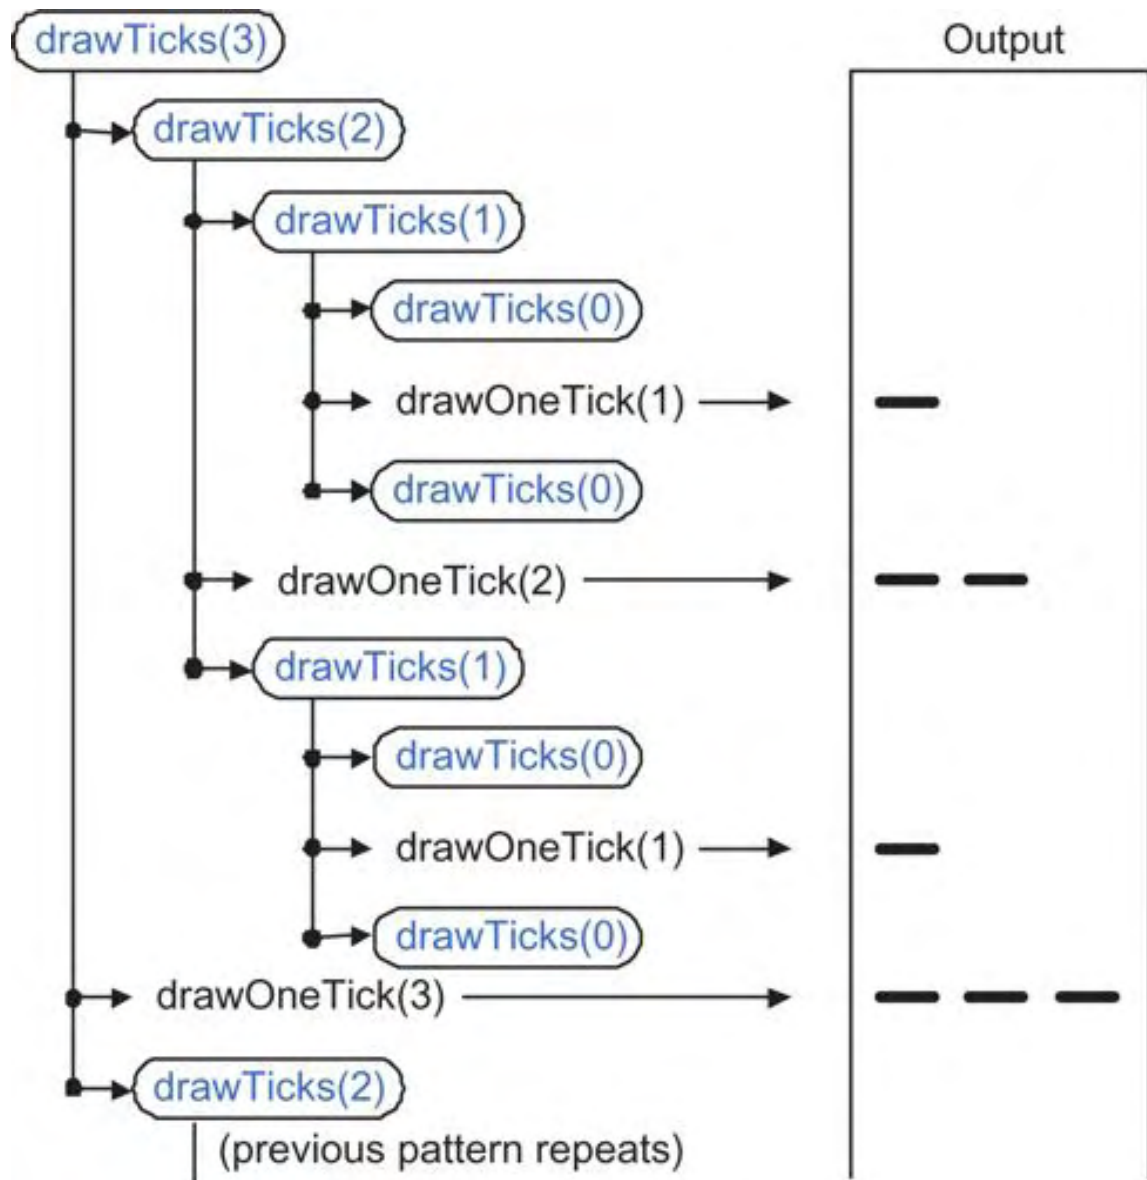 drawTicks(3)
Output
drawTicks(2)
drawTicks(1)
drawTicks(0)
drawOneTick(1)
drawTicks(0)
drawOneTick(2)
drawTicks(1)
drawTicks(0)
drawOneTick(1)
drawTicks(0)
drawOneTick(3)
drawTicks(2)
(previous pattern repeats)